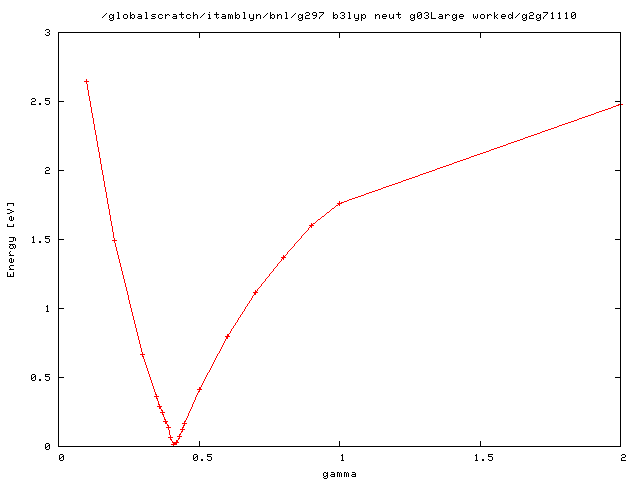 /globalscratch/itamblyn/bnl/g297 b3lyp neut g03Large worked/g2g71110
3
2.5
2
1.5
1
0.5
0
Energy [eV]
0 0.5 1 1.5 2
gamma